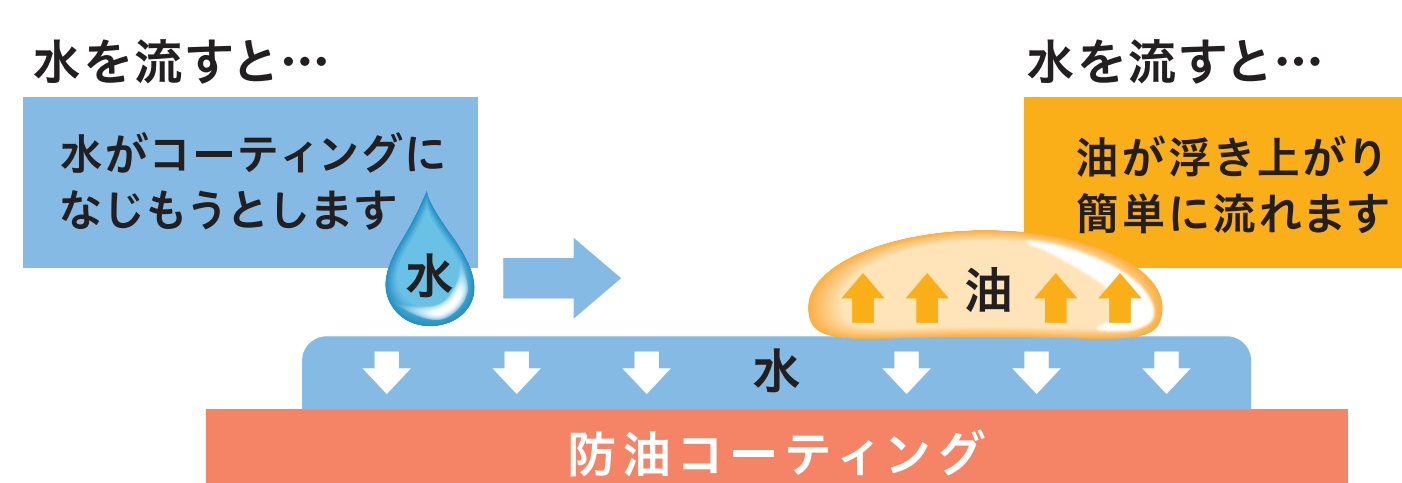 水を流すと…
水がコーティングに
なじもうとします
水
水を流すと…
油が浮き上がり
簡単に流れます
油
水
防油コーティング